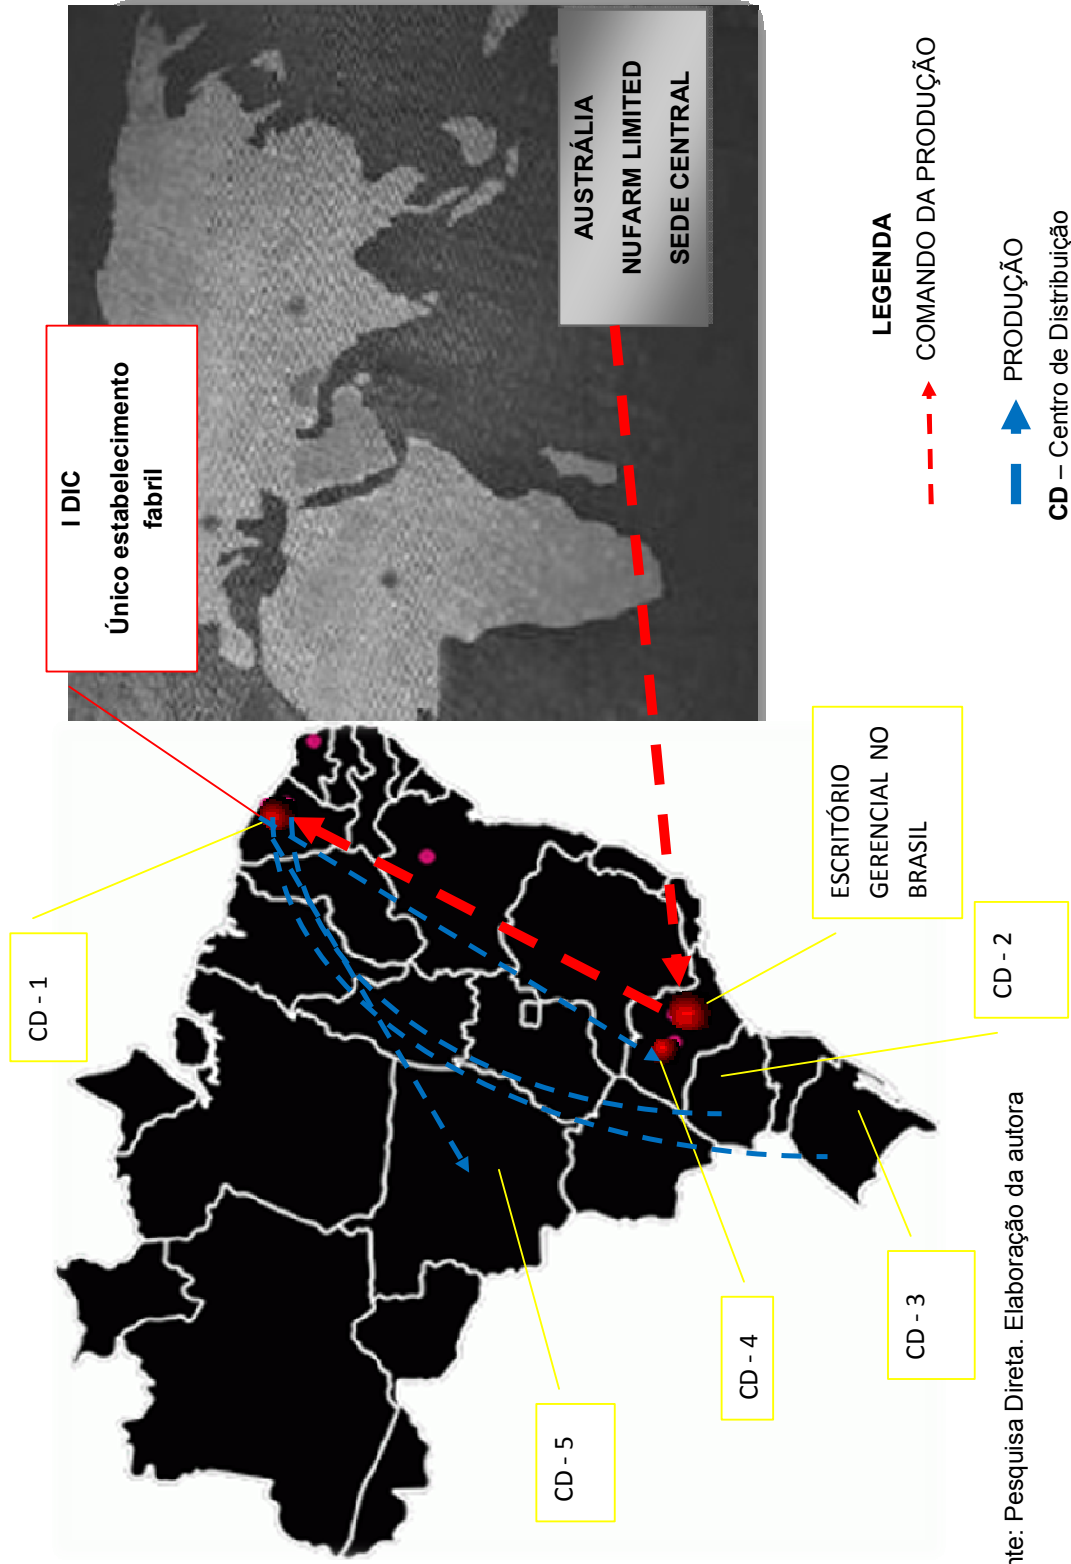 I DIC
Único estabelecimento
fabril
AUSTRÁLIA
NUFARM LIMITED
SEDE CENTRAL
CD - 1
ESCRITÓRIO
GERENCIAL NO
BRASIL
CD - 2
CD - 3
CD - 4
CD - 5
LEGENDA
COMANDO DA PRODUÇÃO
PRODUÇÃO
CD – Centro de Distribuição
nte: Pesquisa Direta. Elaboração da autora